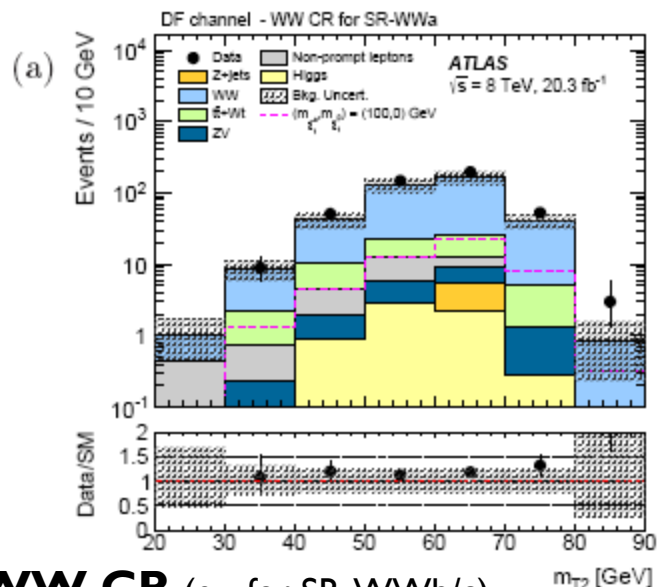 DF channel - WW CR for SR-WWa
(a)
Events / 10 GeV
10⁴
10³
10²
10
1
10⁻¹
Data
Z+jets
WW
tt̄+Wt
ZV
Non-prompt leptons
Higgs
Bkg. Uncert.
ATLAS
√s = 8 TeV, 20.3 fb⁻¹
= (100,0) GeV
Data/SM
2
1.5
1
0.5
0
20 30 40 50 60 70 80 90
m_T2 [GeV]
WW CR